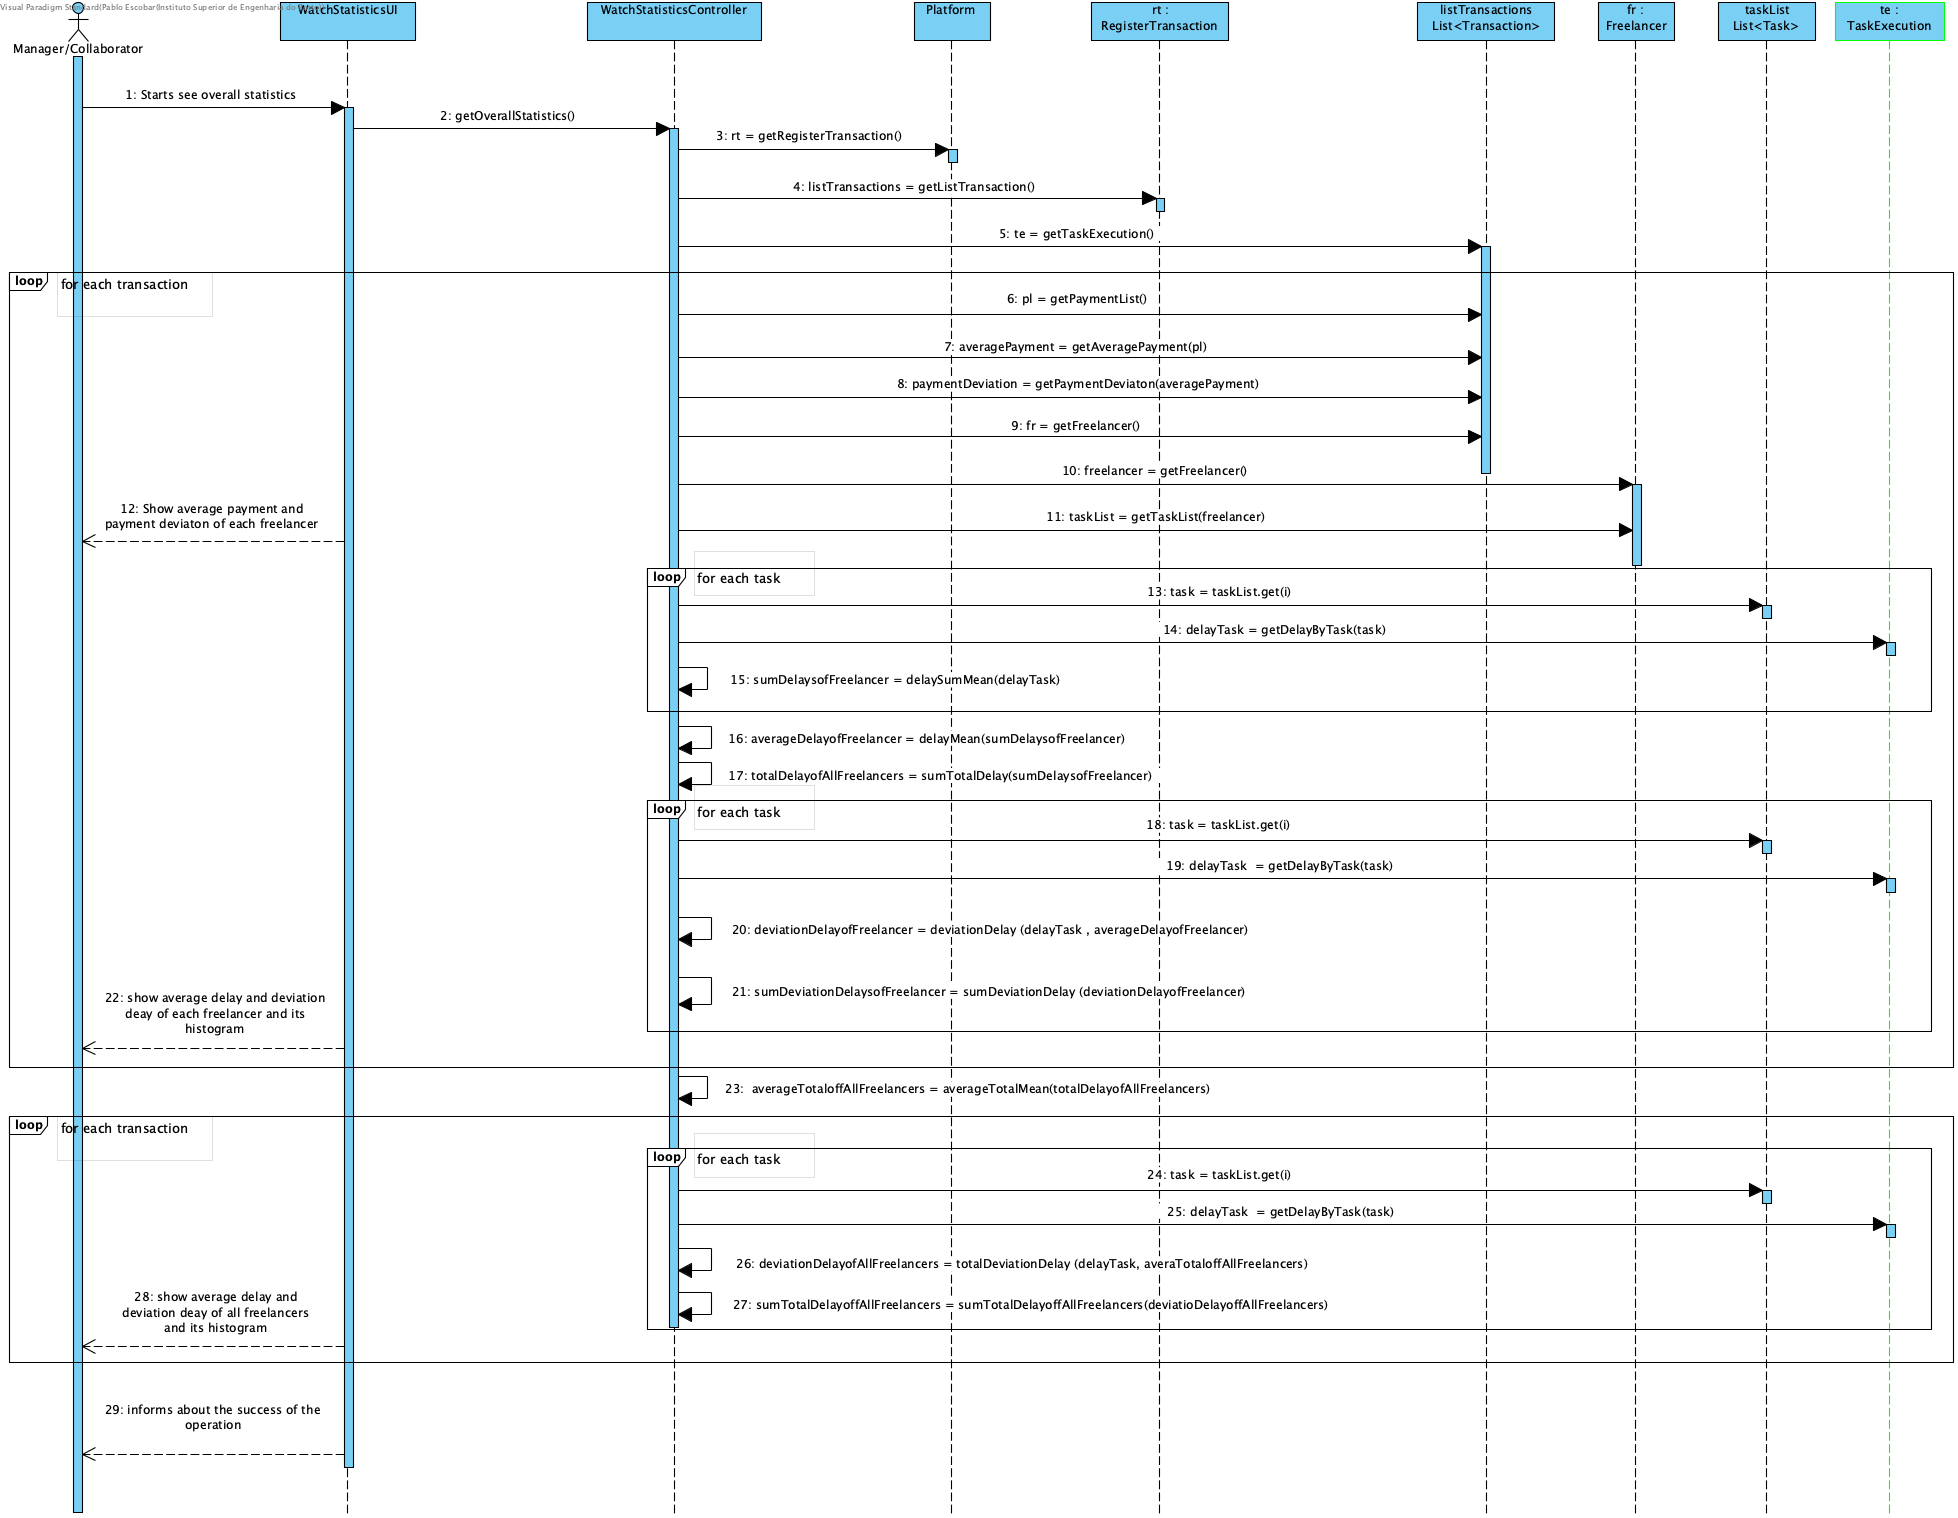 Visual Paradigm Standard(Pablo Escobar(Instituto Superior de Engenharia do
Manager/Collaborator
WatchStatisticsUI
WatchStatisticsController
Platform
rt :
RegisterTransaction
listTransactions
List<Transaction>
fr :
Freelancer
taskList
List<Task>
te :
TaskExecution
1: Starts see overall statistics
2: getOverallStatistics()
3: rt = getRegisterTransaction()
4: listTransactions = getListTransaction()
5: te = getTaskExecution()
loop
for each transaction
6: pl = getPaymentList()
7: averagePayment = getAveragePayment(pl)
8: paymentDeviation = getPaymentDeviaton(averagePayment)
9: fr = getFreelancer()
10: freelancer = getFreelancer()
11: taskList = getTaskList(freelancer)
12: Show average payment and
payment deviaton of each freelancer
loop
for each task
13: task = taskList.get(i)
14: delayTask = getDelayByTask(task)
15: sumDelaysofFreelancer = delaySumMean(delayTask)
16: averageDelayofFreelancer = delayMean(sumDelaysofFreelancer)
17: totalDelayofAllFreelancers = sumTotalDelay(sumDelaysofFreelancer)
loop
for each task
18: task = taskList.get(i)
19: delayTask  = getDelayByTask(task)
20: deviationDelayofFreelancer = deviationDelay (delayTask , averageDelayofFreelancer)
21: sumDeviationDelaysofFreelancer = sumDeviationDelay (deviationDelayofFreelancer)
22: show average delay and deviation
deay of each freelancer and its
histogram
23:  averageTotaloffAllFreelancers = averageTotalMean(totalDelayofAllFreelancers)
loop
for each transaction
loop
for each task
24: task = taskList.get(i)
25: delayTask  = getDelayByTask(task)
26: deviationDelayofAllFreelancers = totalDeviationDelay (delayTask, averaTotaloffAllFreelancers)
27: sumTotalDelayoffAllFreelancers = sumTotalDelayoffAllFreelancers(deviatioDelayoffAllFreelancers)
28: show average delay and
deviation deay of all freelancers
and its histogram
29: informs about the success of the
operation